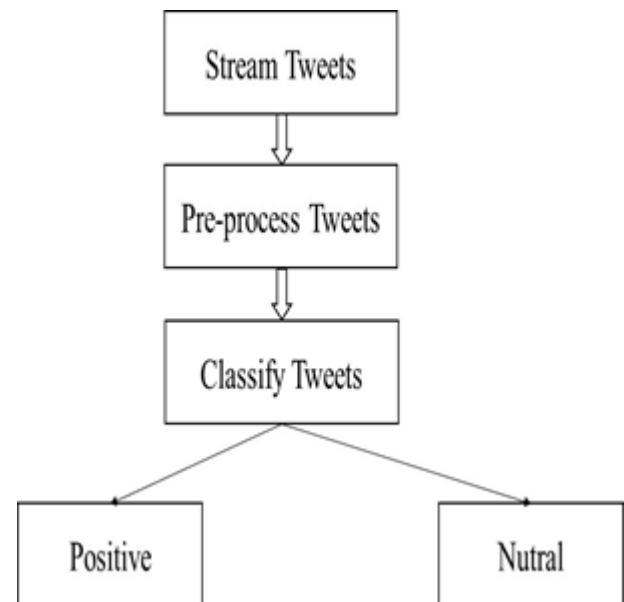 Stream Tweets
Pre-process Tweets
Classify Tweets
Positive
Nutral